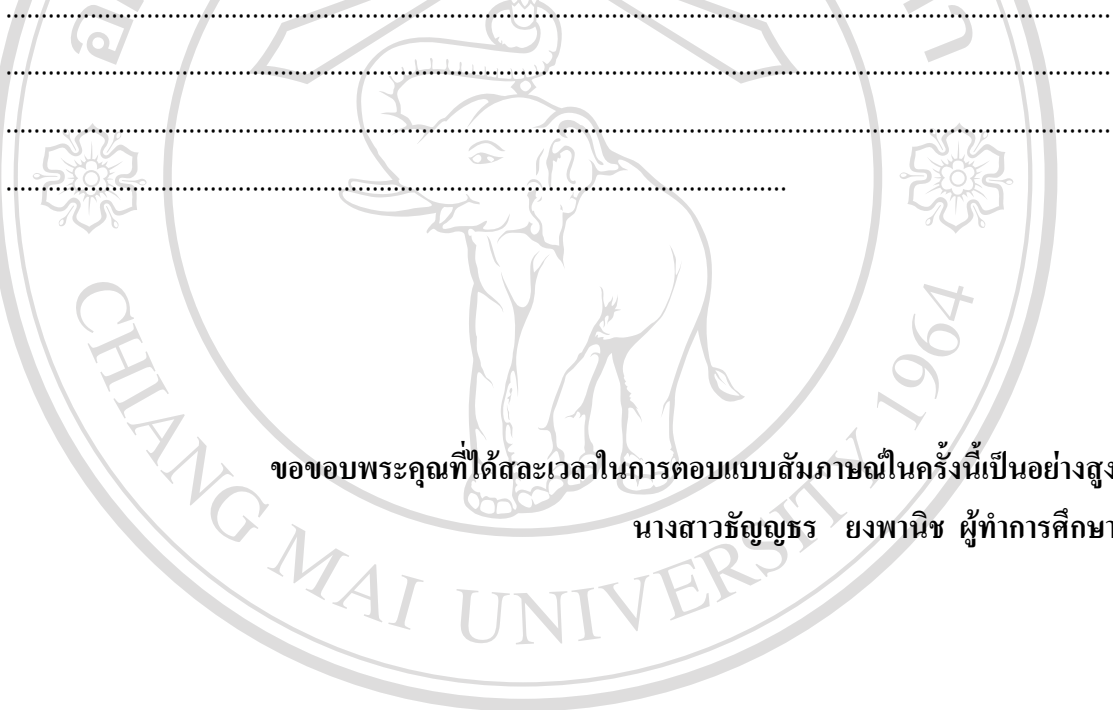 ........................................................................................................................
........................................................................................................................
........................................................................................................................
........................................................................................
ขอขอบพระคุณที่ได้สละเวลาในการตอบแบบสัมภาษณ์ในครั้งนี้เป็นอย่างสูง
นางสาวธัญญธร ยงพานิช ผู้ทำการศึกษา
CHIANG MAI UNIVERSITY 1964